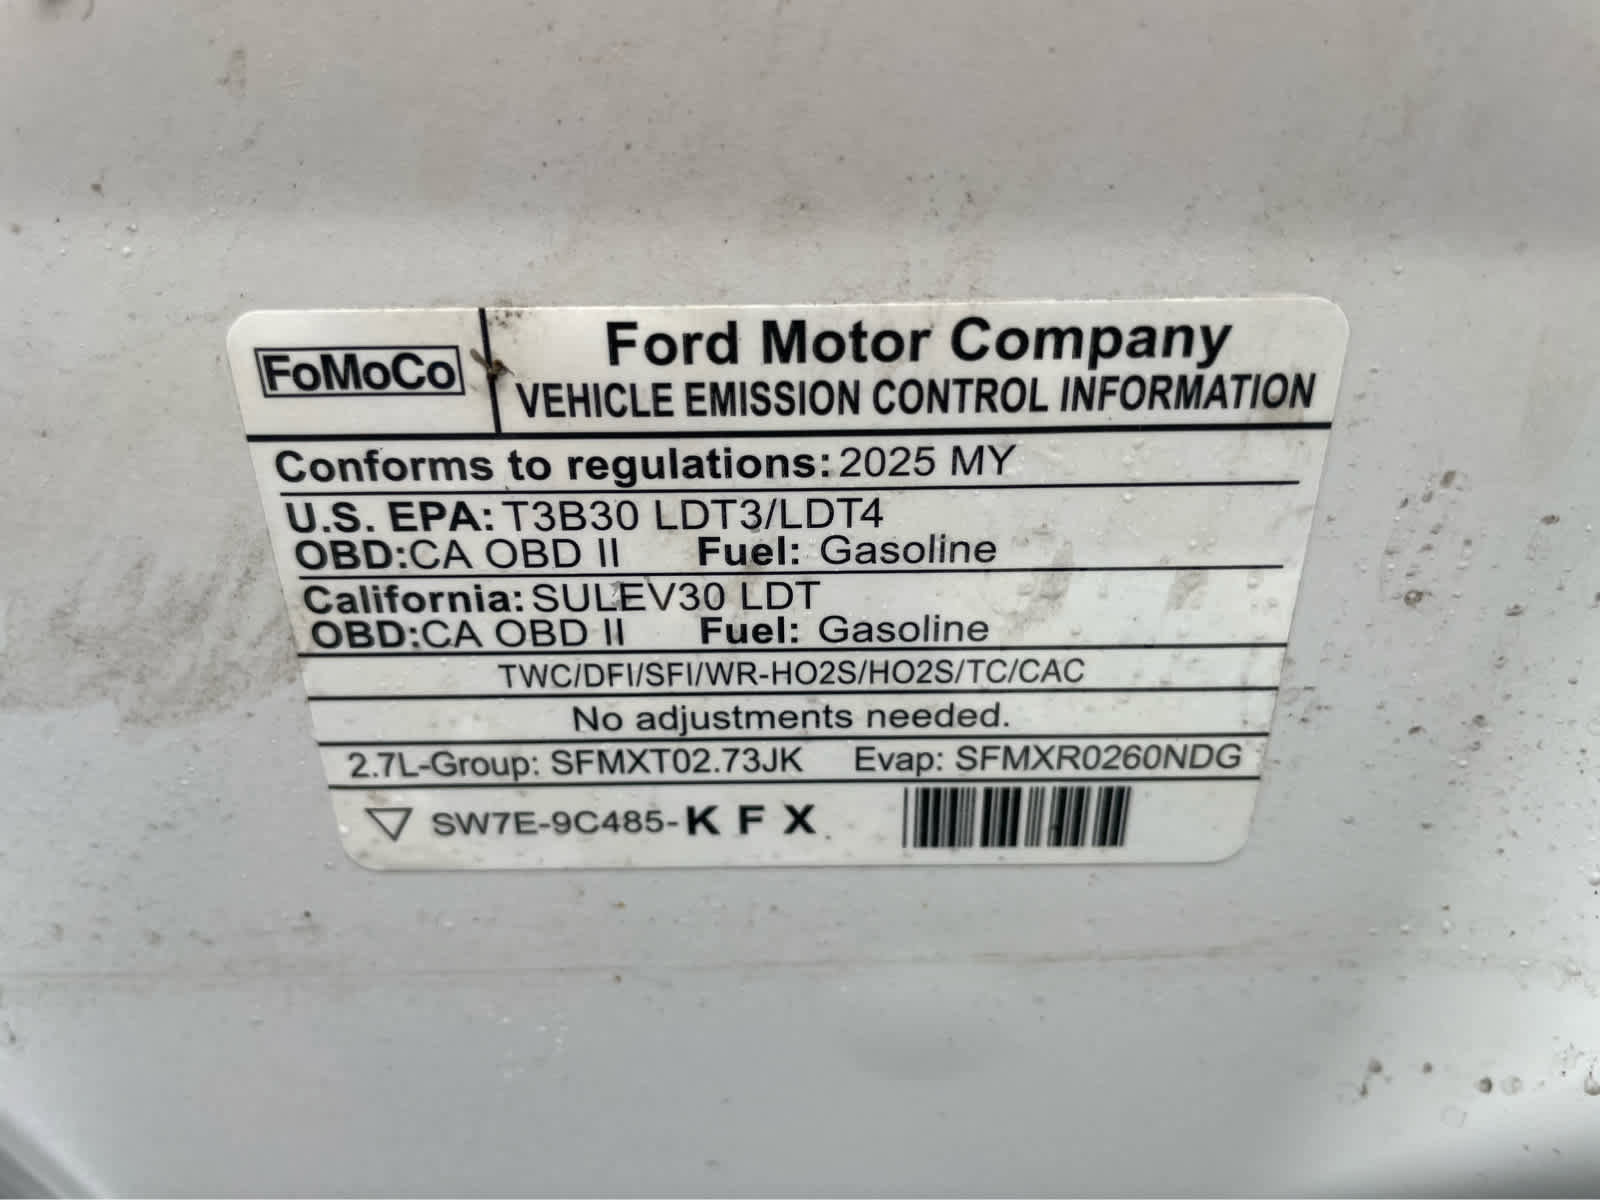 FoMoCo
Ford Motor Company
VEHICLE EMISSION CONTROL INFORMATION
Conforms to regulations: 2025 MY
U.S. EPA: T3B30 LDT3/LDT4
OBD:CA OBD II Fuel: Gasoline
California: SULEV30 LDT
OBD:CA OBD II Fuel: Gasoline
TWC/DFI/SFI/WR-HO2S/HO2S/TC/CAC
No adjustments needed.
2.7L-Group: SFMXT02.73JK Evap: SFMXR0260NDG
SW7E-9C485-K F X